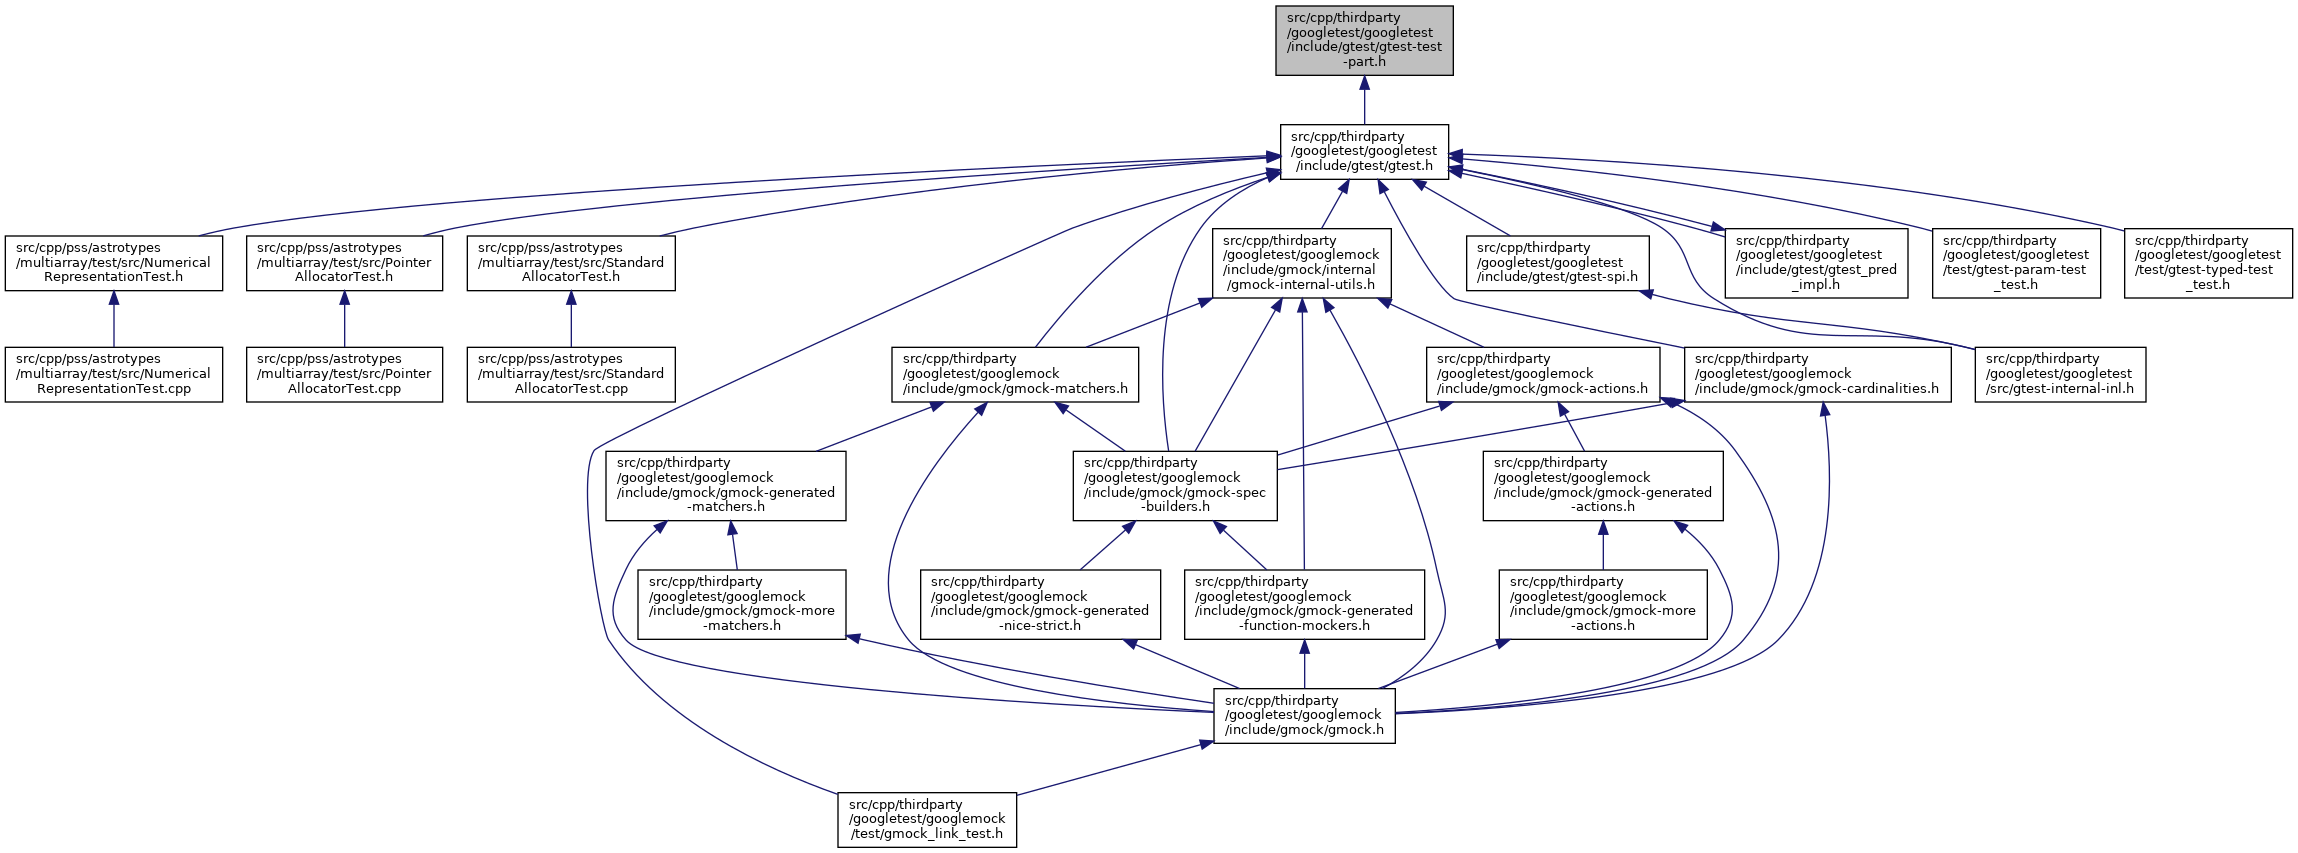 src/cpp/thirdparty
/googletest/googletest
/include/gtest/gtest-test
-part.h
src/cpp/thirdparty
/googletest/googletest
/include/gtest/gtest.h
src/cpp/pss/astrotypes
/multiarray/test/src/Numerical
RepresentationTest.h
src/cpp/pss/astrotypes
/multiarray/test/src/Pointer
AllocatorTest.h
src/cpp/pss/astrotypes
/multiarray/test/src/Standard
AllocatorTest.h
src/cpp/thirdparty
/googletest/googlemock
/include/gmock/internal
/gmock-internal-utils.h
src/cpp/thirdparty
/googletest/googletest
/include/gtest/gtest-spi.h
src/cpp/thirdparty
/googletest/googletest
/include/gtest/gtest_pred
_impl.h
src/cpp/thirdparty
/googletest/googletest
/test/gtest-param-test
_test.h
src/cpp/thirdparty
/googletest/googletest
/test/gtest-typed-test
_test.h
src/cpp/pss/astrotypes
/multiarray/test/src/Numerical
RepresentationTest.cpp
src/cpp/pss/astrotypes
/multiarray/test/src/Pointer
AllocatorTest.cpp
src/cpp/pss/astrotypes
/multiarray/test/src/Standard
AllocatorTest.cpp
src/cpp/thirdparty
/googletest/googlemock
/include/gmock/gmock-matchers.h
src/cpp/thirdparty
/googletest/googlemock
/include/gmock/gmock-actions.h
src/cpp/thirdparty
/googletest/googlemock
/include/gmock/gmock-cardinalities.h
src/cpp/thirdparty
/googletest/googletest
/src/gtest-internal-inl.h
src/cpp/thirdparty
/googletest/googlemock
/include/gmock/gmock-generated
-matchers.h
src/cpp/thirdparty
/googletest/googlemock
/include/gmock/gmock-spec
-builders.h
src/cpp/thirdparty
/googletest/googlemock
/include/gmock/gmock-generated
-actions.h
src/cpp/thirdparty
/googletest/googlemock
/include/gmock/gmock-more
-matchers.h
src/cpp/thirdparty
/googletest/googlemock
/include/gmock/gmock-generated
-nice-strict.h
src/cpp/thirdparty
/googletest/googlemock
/include/gmock/gmock-generated
-function-mockers.h
src/cpp/thirdparty
/googletest/googlemock
/include/gmock/gmock-more
-actions.h
src/cpp/thirdparty
/googletest/googlemock
/include/gmock/gmock.h
src/cpp/thirdparty
/googletest/googlemock
/test/gmock_link_test.h